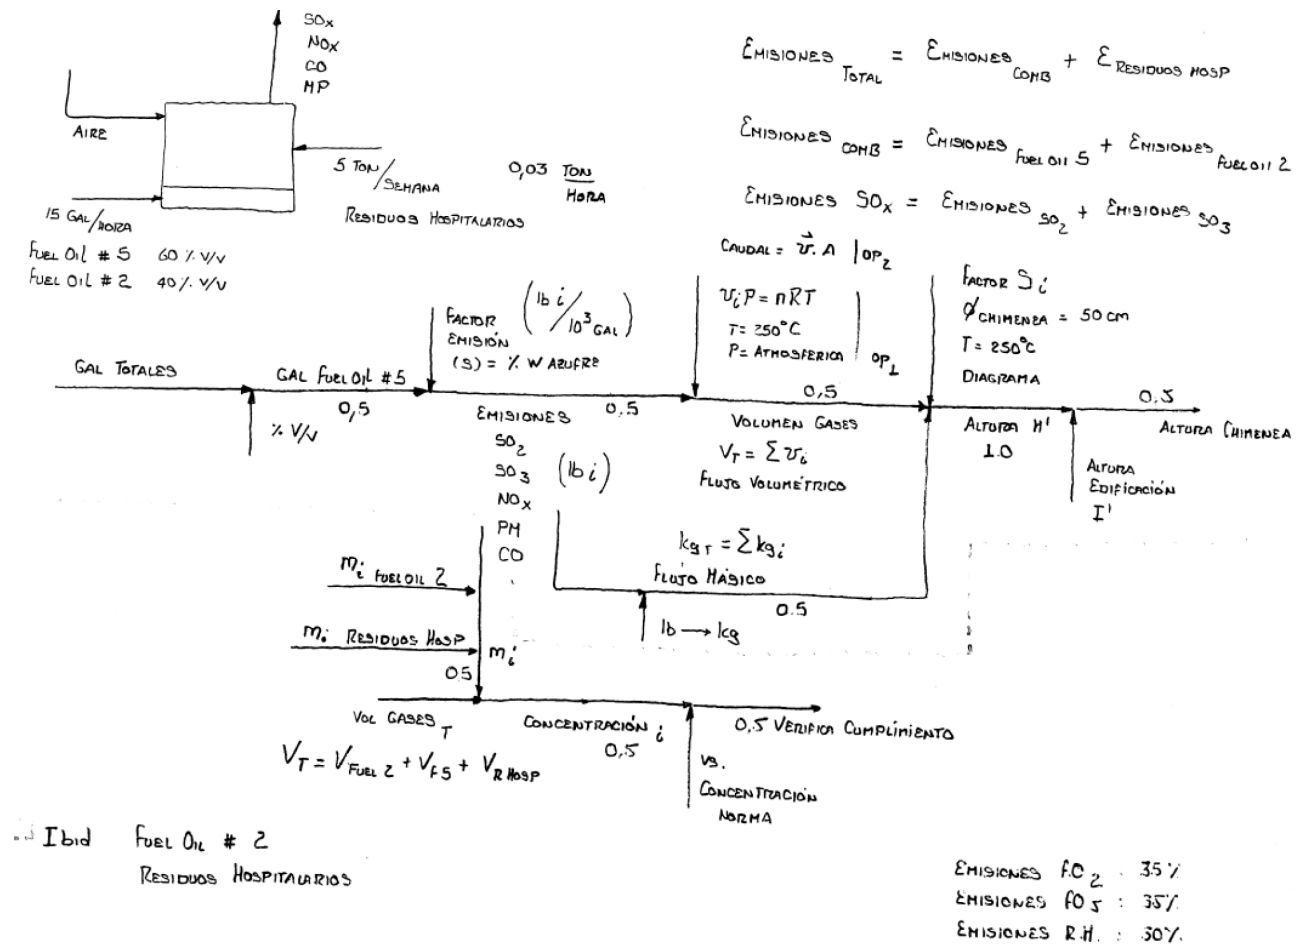 SOx
NOx
CO
MP
AIRE
5 TON/SEMANA
0,03 TON/HORA
RESIDUOS HOSPITALARIOS
15 GAL/HORA
FUEL OIL # 5 60 % V/V
FUEL OIL # 2 40 % V/V
EMISIONES TOTAL = EMISIONES COMB + E RESIDUOS HOSP
EMISIONES COMB = EMISIONES FUEL OIL 5 + EMISIONES FUEL OIL 2
EMISIONES SOx = EMISIONES SO2 + EMISIONES SO3
CAUDAL = v⃗. A | OP2
FACTOR EMISIÓN (lb i/10³ GAL)
(S) = % W AZUFRE
viP = nRT
T = 250°C
P = ATMOSFERICA | OP1
FACTOR Si
Ø CHIMENEA = 50 cm
T = 250°C
DIAGRAMA
GAL TOTALES
GAL FUEL OIL #5
0,5
% V/V
EMISIONES
0,5
SO2
SO3 (lb i)
NOx
PM
CO
0,5
VOLUMEN GASES
VT = Σ vi
FLUJO VOLUMÉTRICO
ALTURA H'
1.0
0,5
ALTURA CHIMENEA
ALTURA
EDIFICACIÓN
I'
kg T = Σ kg i
FLUJO MÁSICO
0.5
lb → kg
mi FUEL OIL 2
mi RESIDUOS HOSP
0.5
mi
VOL GASES T
CONCENTRACIÓN i
0,5
0,5 VERIFICA CUMPLIMIENTO
VT = V FUEL 2 + V F5 + V R HOSP
VS.
CONCENTRACIÓN
NORMA
Ibid FUEL OIL # 2
RESIDUOS HOSPITALARIOS
EMISIONES F.O 2 : 35 %
EMISIONES FO 5 : 35 %
EMISIONES R.H. : 30 %